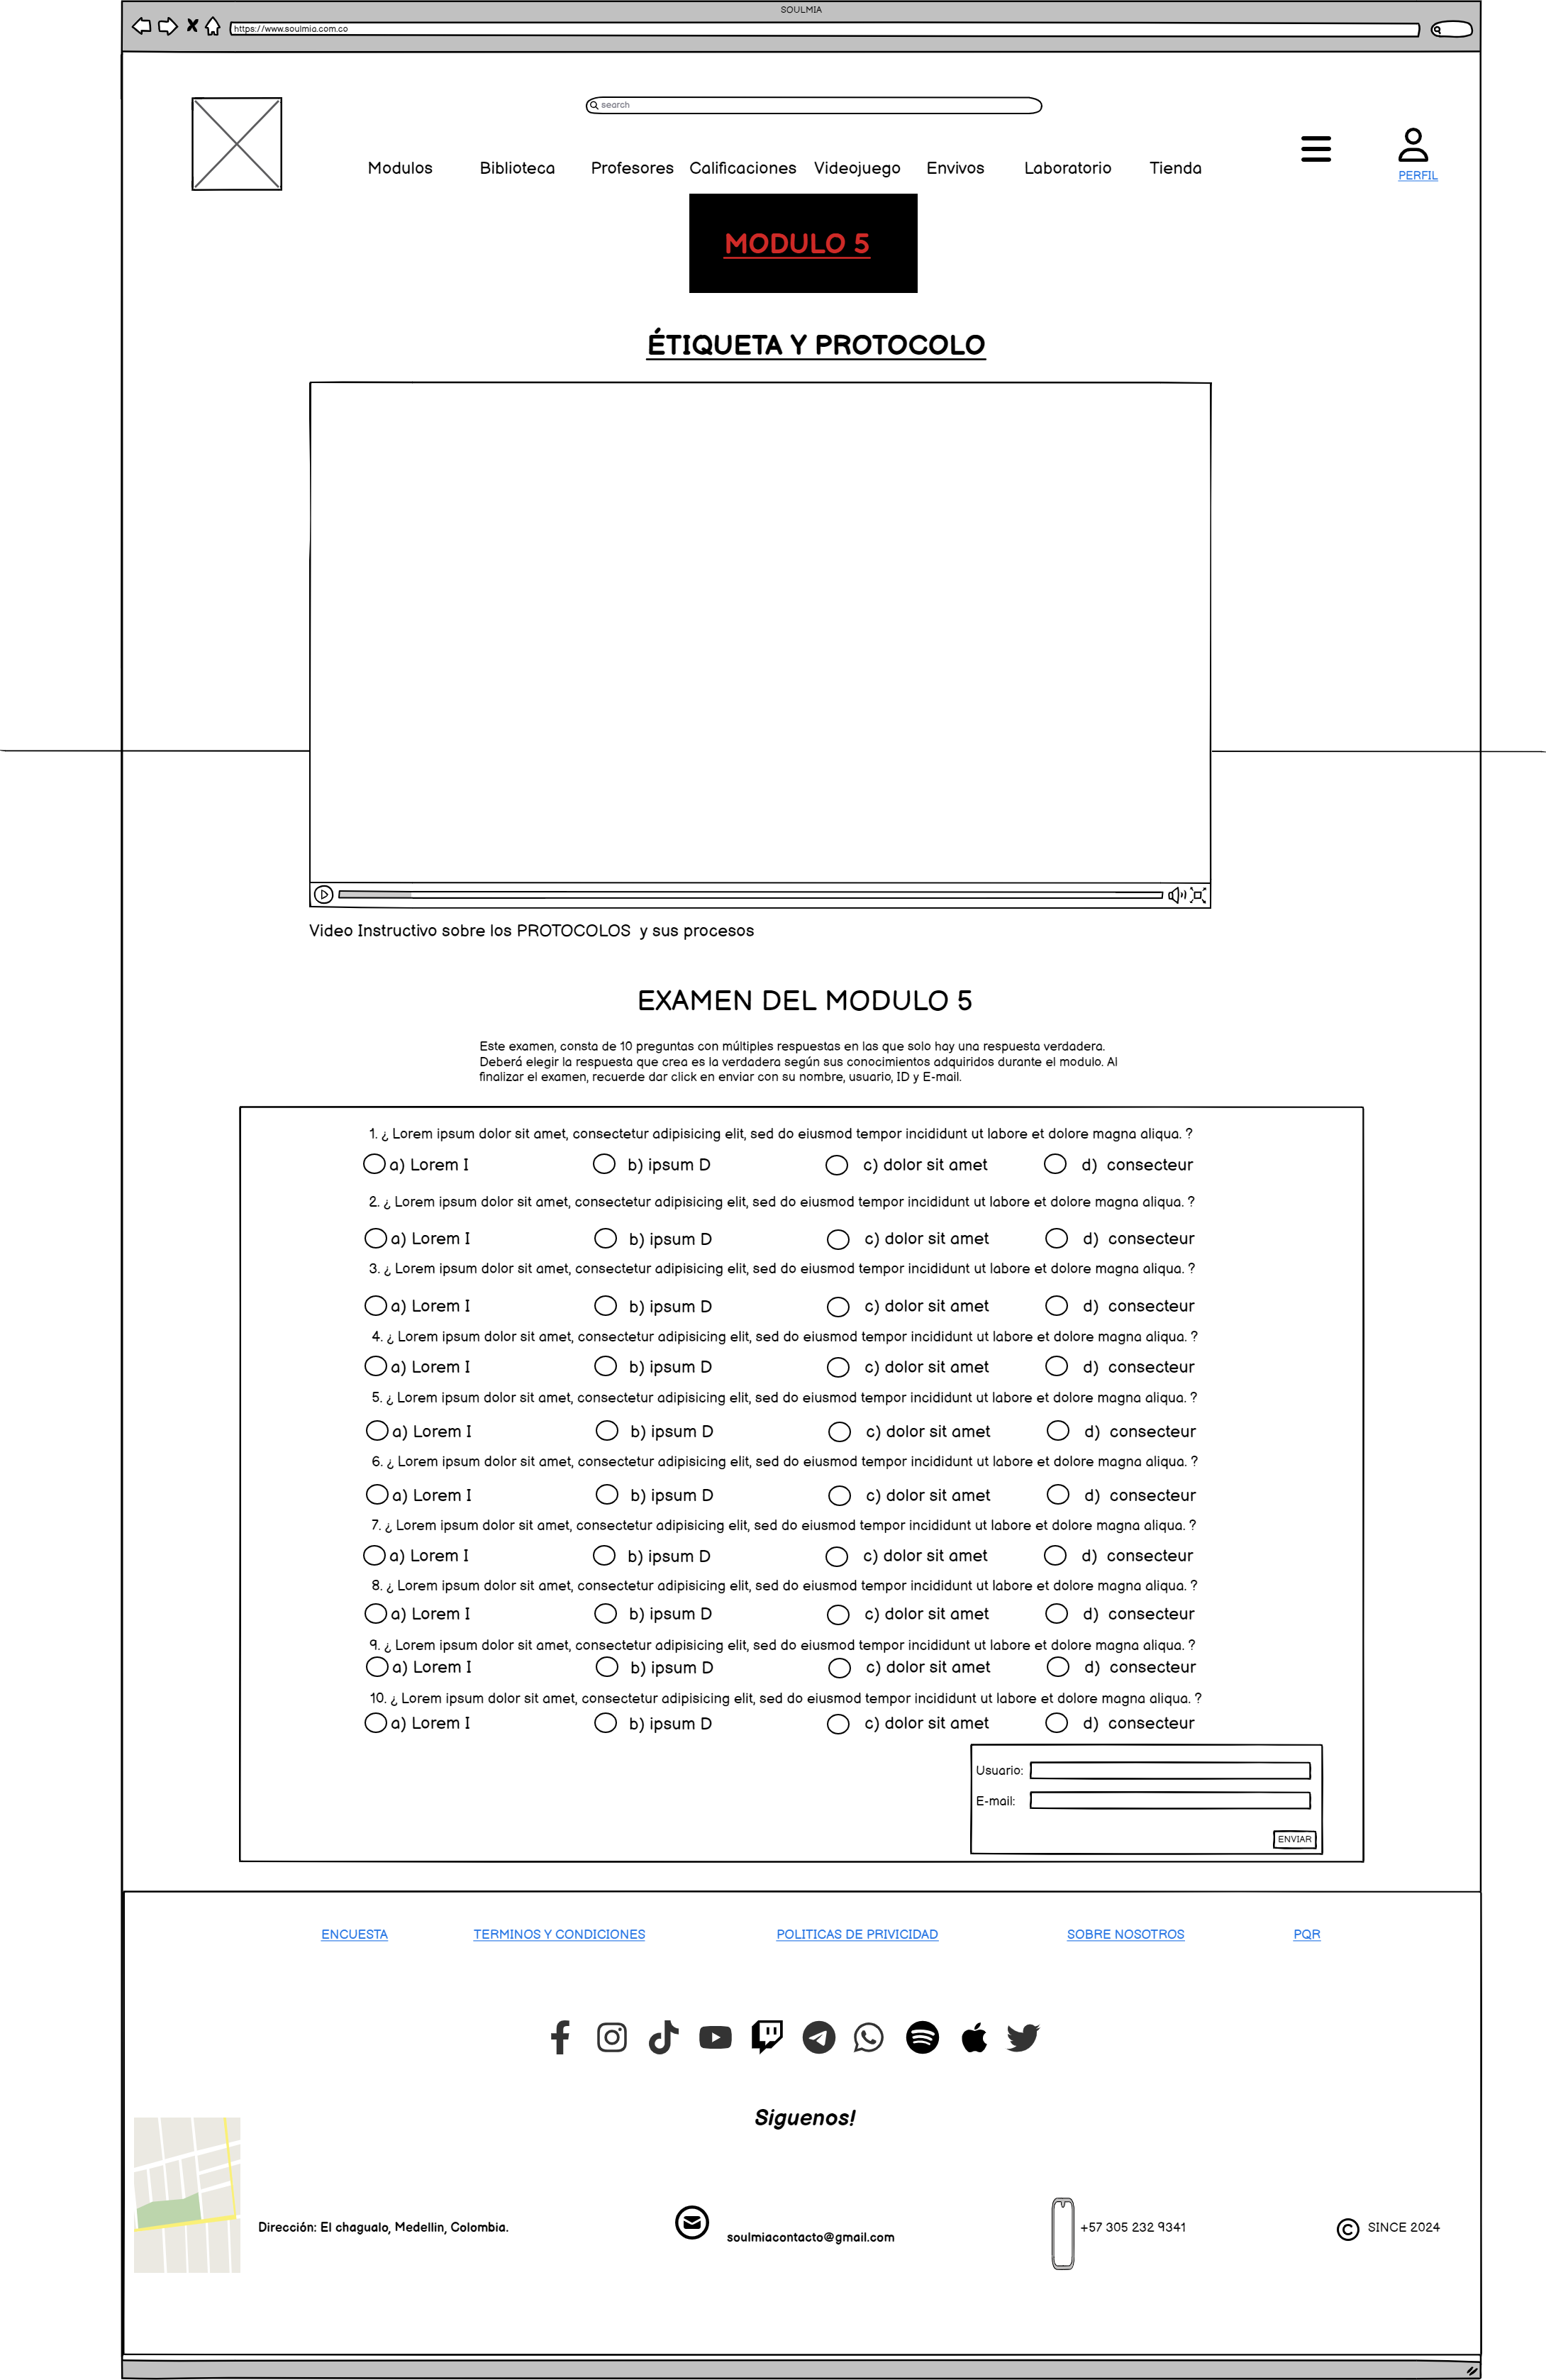 SOULMIA
https://www.soulmia.com.co
search
Modulos Biblioteca Profesores Calificaciones Videojuego Envivos Laboratorio Tienda
PERFIL
MODULO 5
ÉTIQUETA Y PROTOCOLO
Video Instructivo sobre los PROTOCOLOS y sus procesos
EXAMEN DEL MODULO 5
Este examen, consta de 10 preguntas con múltiples respuestas en las que solo hay una respuesta verdadera.
Deberá elegir la respuesta que crea es la verdadera según sus conocimientos adquiridos durante el modulo. Al
finalizar el examen, recuerde dar click en enviar con su nombre, usuario, ID y E-mail.
1. ¿ Lorem ipsum dolor sit amet, consectetur adipisicing elit, sed do eiusmod tempor incididunt ut labore et dolore magna aliqua. ?
a) Lorem I b) ipsum D c) dolor sit amet d) consecteur
2. ¿ Lorem ipsum dolor sit amet, consectetur adipisicing elit, sed do eiusmod tempor incididunt ut labore et dolore magna aliqua. ?
a) Lorem I b) ipsum D c) dolor sit amet d) consecteur
3. ¿ Lorem ipsum dolor sit amet, consectetur adipisicing elit, sed do eiusmod tempor incididunt ut labore et dolore magna aliqua. ?
a) Lorem I b) ipsum D c) dolor sit amet d) consecteur
4. ¿ Lorem ipsum dolor sit amet, consectetur adipisicing elit, sed do eiusmod tempor incididunt ut labore et dolore magna aliqua. ?
a) Lorem I b) ipsum D c) dolor sit amet d) consecteur
5. ¿ Lorem ipsum dolor sit amet, consectetur adipisicing elit, sed do eiusmod tempor incididunt ut labore et dolore magna aliqua. ?
a) Lorem I b) ipsum D c) dolor sit amet d) consecteur
6. ¿ Lorem ipsum dolor sit amet, consectetur adipisicing elit, sed do eiusmod tempor incididunt ut labore et dolore magna aliqua. ?
a) Lorem I b) ipsum D c) dolor sit amet d) consecteur
7. ¿ Lorem ipsum dolor sit amet, consectetur adipisicing elit, sed do eiusmod tempor incididunt ut labore et dolore magna aliqua. ?
a) Lorem I b) ipsum D c) dolor sit amet d) consecteur
8. ¿ Lorem ipsum dolor sit amet, consectetur adipisicing elit, sed do eiusmod tempor incididunt ut labore et dolore magna aliqua. ?
a) Lorem I b) ipsum D c) dolor sit amet d) consecteur
9. ¿ Lorem ipsum dolor sit amet, consectetur adipisicing elit, sed do eiusmod tempor incididunt ut labore et dolore magna aliqua. ?
a) Lorem I b) ipsum D c) dolor sit amet d) consecteur
10. ¿ Lorem ipsum dolor sit amet, consectetur adipisicing elit, sed do eiusmod tempor incididunt ut labore et dolore magna aliqua. ?
a) Lorem I b) ipsum D c) dolor sit amet d) consecteur
Usuario:
E-mail:
ENVIAR
ENCUESTA TERMINOS Y CONDICIONES POLITICAS DE PRIVICIDAD SOBRE NOSOTROS PQR
Siguenos!
Dirección: El chagualo, Medellin, Colombia.
soulmiacontacto@gmail.com
+57 305 232 9341
© SINCE 2024